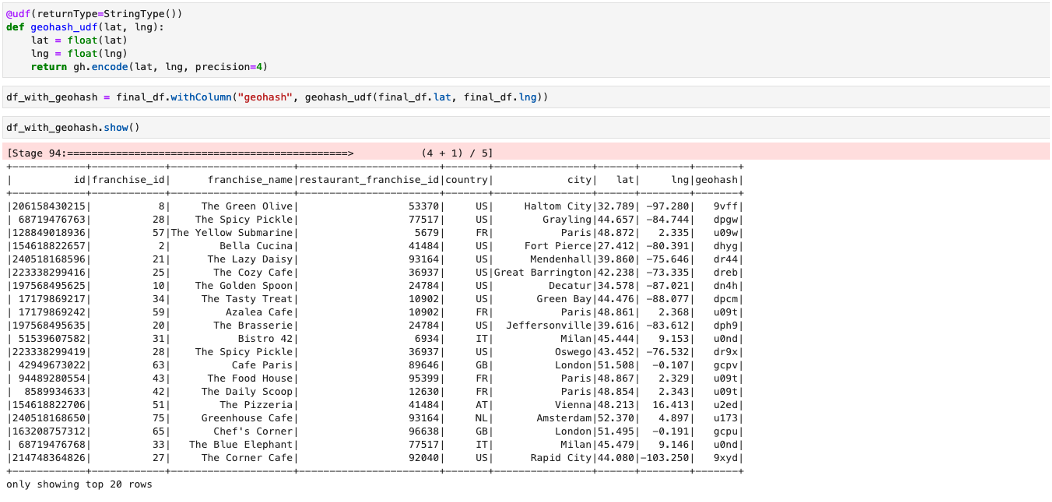 @udf(returnType=StringType())
def geohash_udf(lat, lng):
    lat = float(lat)
    lng = float(lng)
    return gh.encode(lat, lng, precision=4)
df_with_geohash = final_df.withColumn("geohash", geohash_udf(final_df.lat, final_df.lng))
df_with_geohash.show()
[Stage 94:===============================================>          (4 + 1) / 5]
+------------+------------+--------------------+-----------------------+-------+----------------+------+--------+-------+
|          id|franchise_id|      franchise_name|restaurant_franchise_id|country|            city|   lat|     lng|geohash|
+------------+------------+--------------------+-----------------------+-------+----------------+------+--------+-------+
|206158430215|           8|     The Green Olive|                  53370|     US|     Haltom City|32.789| -97.280|   9vff|
| 68719476763|          28|    The Spicy Pickle|                  77517|     US|        Grayling|44.657| -84.744|   dpgw|
|128849018936|          57|The Yellow Submarine|                   5679|     FR|           Paris|48.872|   2.335|   u09w|
|154618822657|           2|        Bella Cucina|                  41484|     US|     Fort Pierce|27.412| -80.391|   dhyg|
|240518168596|          21|      The Lazy Daisy|                  93164|     US|      Mendenhall|39.860| -75.646|   dr44|
|223338299416|          25|       The Cozy Cafe|                  36937|     US|Great Barrington|42.238| -73.335|   dreb|
|197568495625|          10|    The Golden Spoon|                  24784|     US|         Decatur|34.578| -87.021|   dn4h|
| 17179869217|          34|     The Tasty Treat|                  10902|     US|       Green Bay|44.476| -88.077|   dpcm|
| 17179869242|          59|         Azalea Cafe|                  10902|     FR|           Paris|48.861|   2.368|   u09t|
|197568495635|          20|       The Brasserie|                  24784|     US|  Jeffersonville|39.616| -83.612|   dph9|
| 51539607582|          31|           Bistro 42|                   6934|     IT|           Milan|45.444|   9.153|   u0nd|
|223338299419|          28|    The Spicy Pickle|                  36937|     US|          Oswego|43.452| -76.532|   dr9x|
| 42949673022|          63|          Cafe Paris|                  89646|     GB|          London|51.508|  -0.107|   gcpv|
| 94489280554|          43|      The Food House|                  95399|     FR|           Paris|48.867|   2.329|   u09t|
|  8589934633|          42|     The Daily Scoop|                  12630|     FR|           Paris|48.854|   2.343|   u09t|
|154618822706|          51|        The Pizzeria|                  41484|     AT|          Vienna|48.213|  16.413|   u2ed|
|240518168650|          75|     Greenhouse Cafe|                  93164|     NL|       Amsterdam|52.370|   4.897|   u173|
|163208757312|          65|       Chef's Corner|                  96638|     GB|          London|51.495|  -0.191|   gcpu|
| 68719476768|          33|   The Blue Elephant|                  77517|     IT|           Milan|45.479|   9.146|   u0nd|
|214748364826|          27|     The Corner Cafe|                  92040|     US|      Rapid City|44.080|-103.250|   9xyd|
+------------+------------+--------------------+-----------------------+-------+----------------+------+--------+-------+
only showing top 20 rows